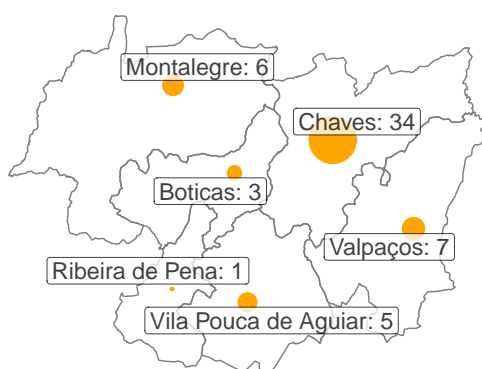 Montalegre: 6
Chaves: 34
Boticas: 3
Valpaços: 7
Ribeira de Pena: 1
Vila Pouca de Aguiar: 5